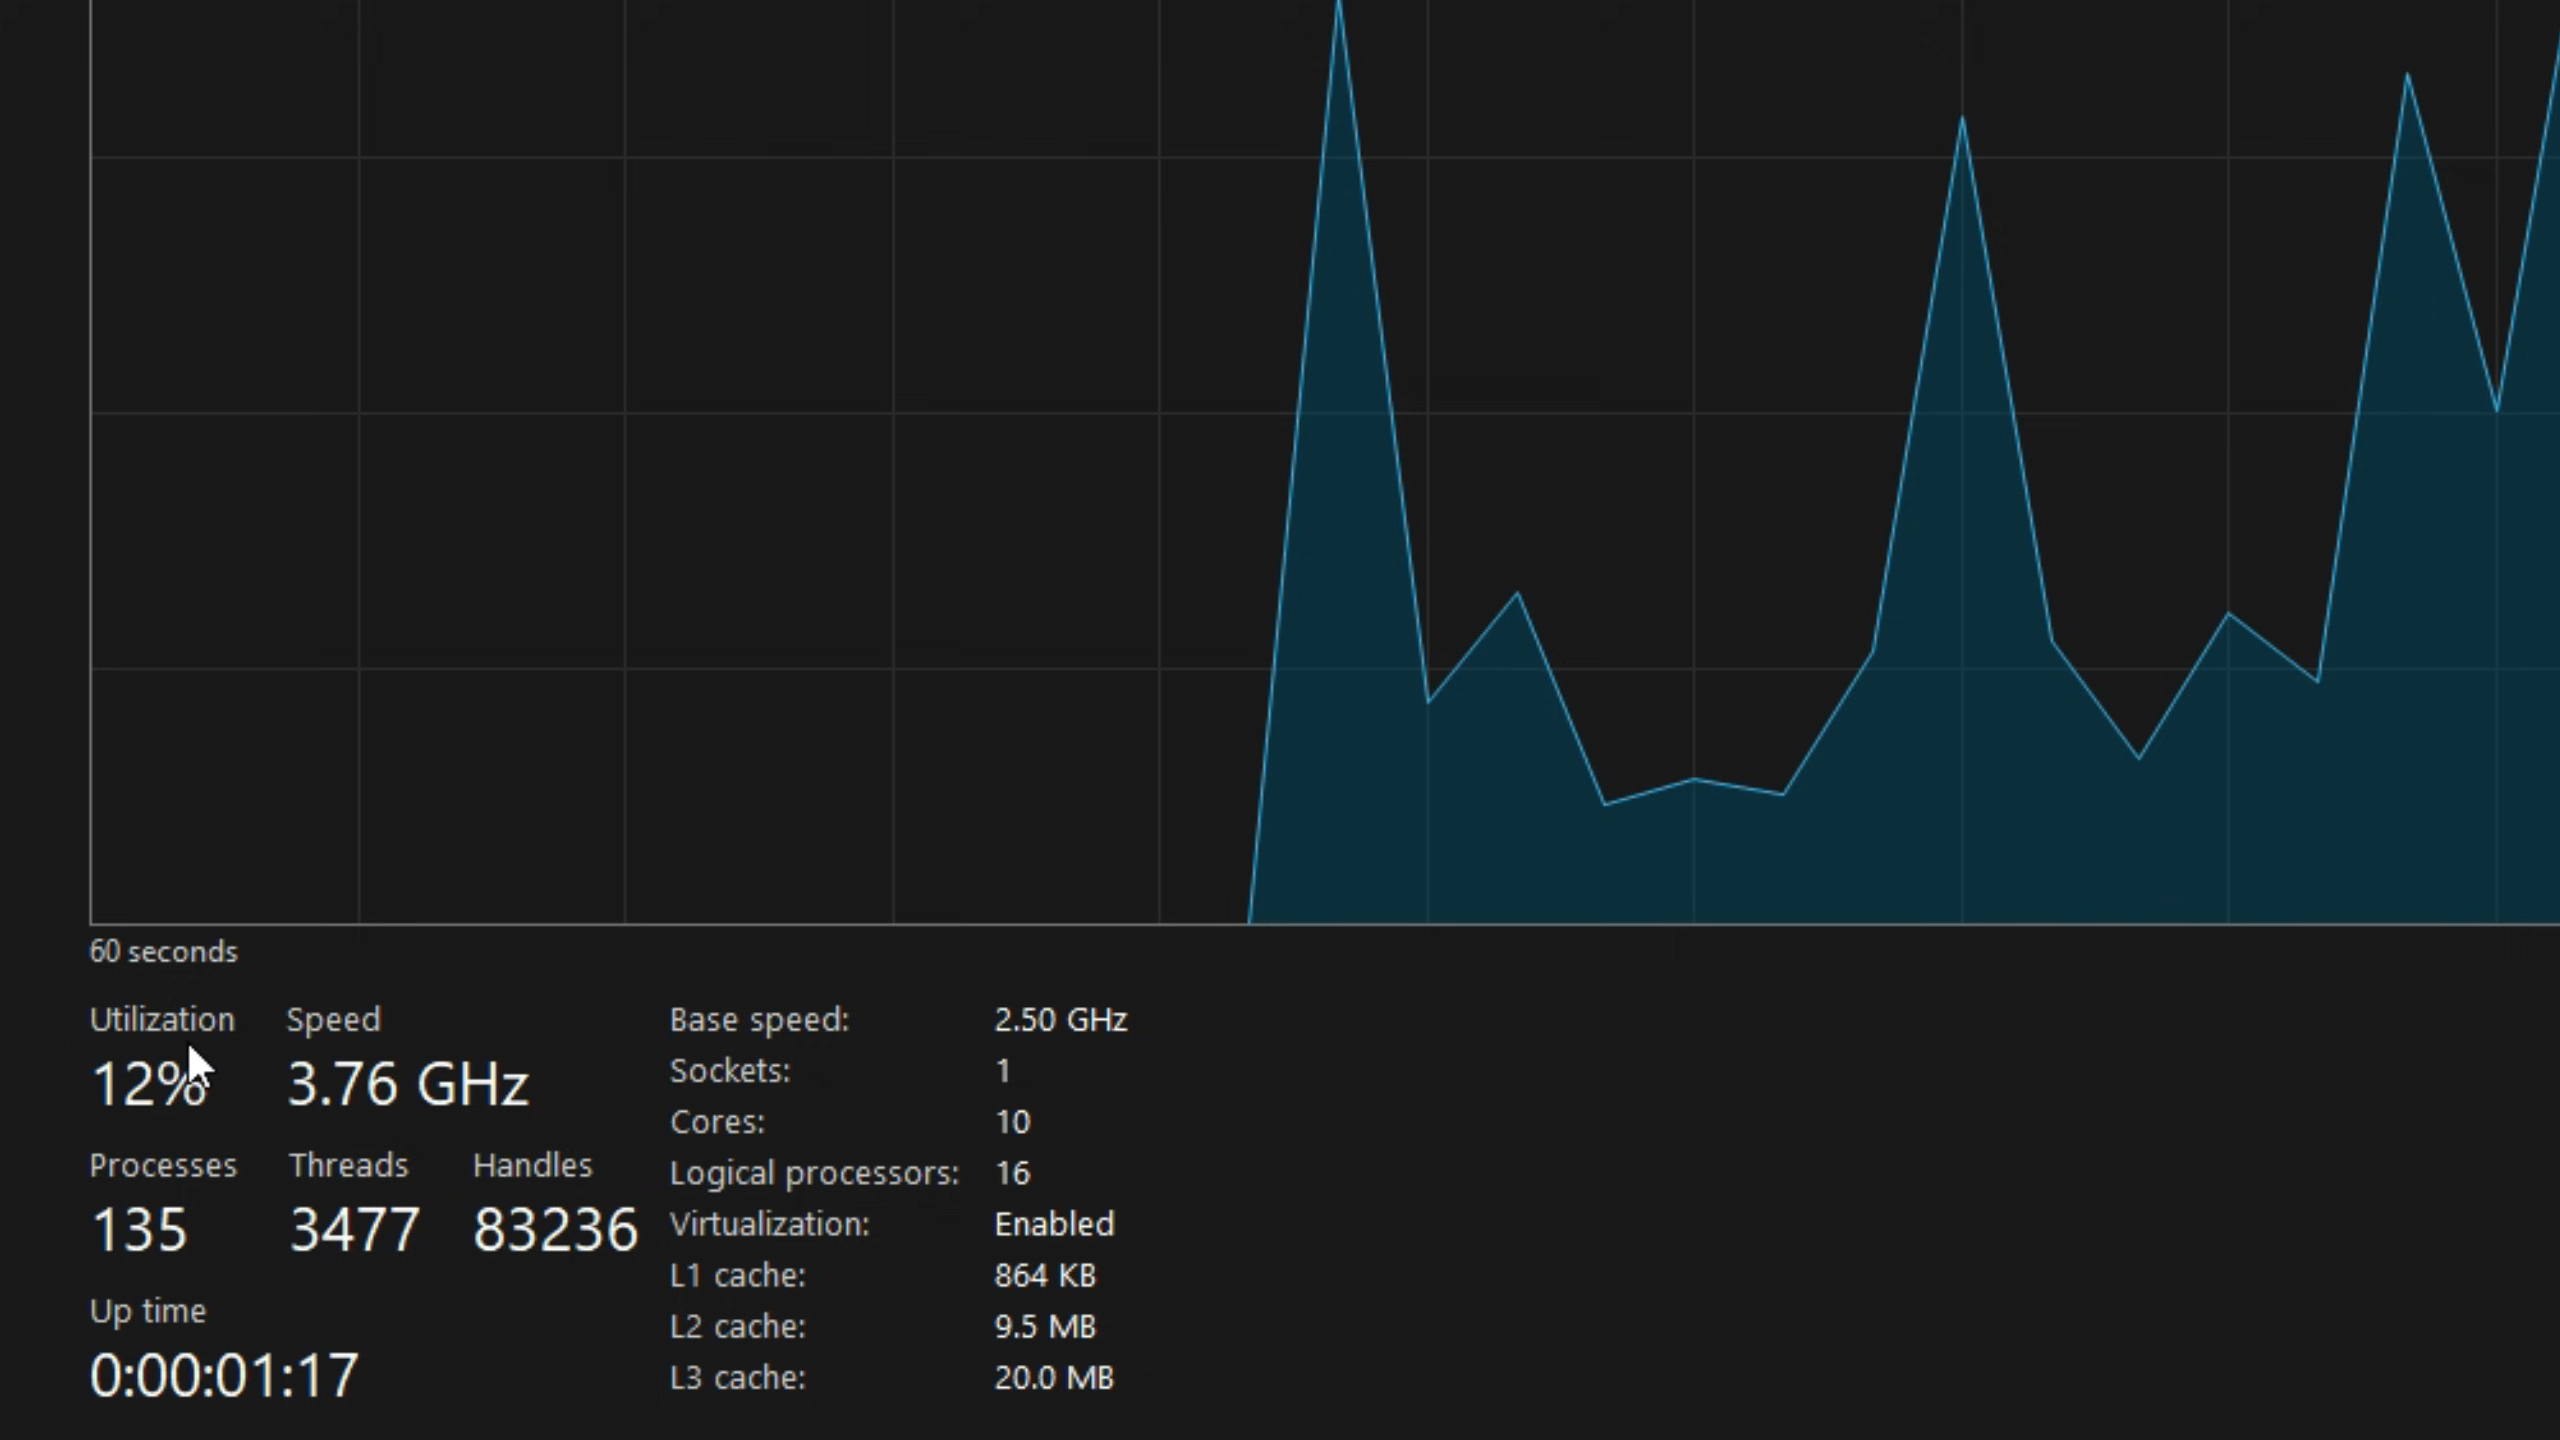 60 seconds
Utilization Speed
12% 3.76 GHz
Processes Threads Handles
135 3477 83236
Up time
0:00:01:17
Base speed: 2.50 GHz
Sockets: 1
Cores: 10
Logical processors: 16
Virtualization: Enabled
L1 cache: 864 KB
L2 cache: 9.5 MB
L3 cache: 20.0 MB